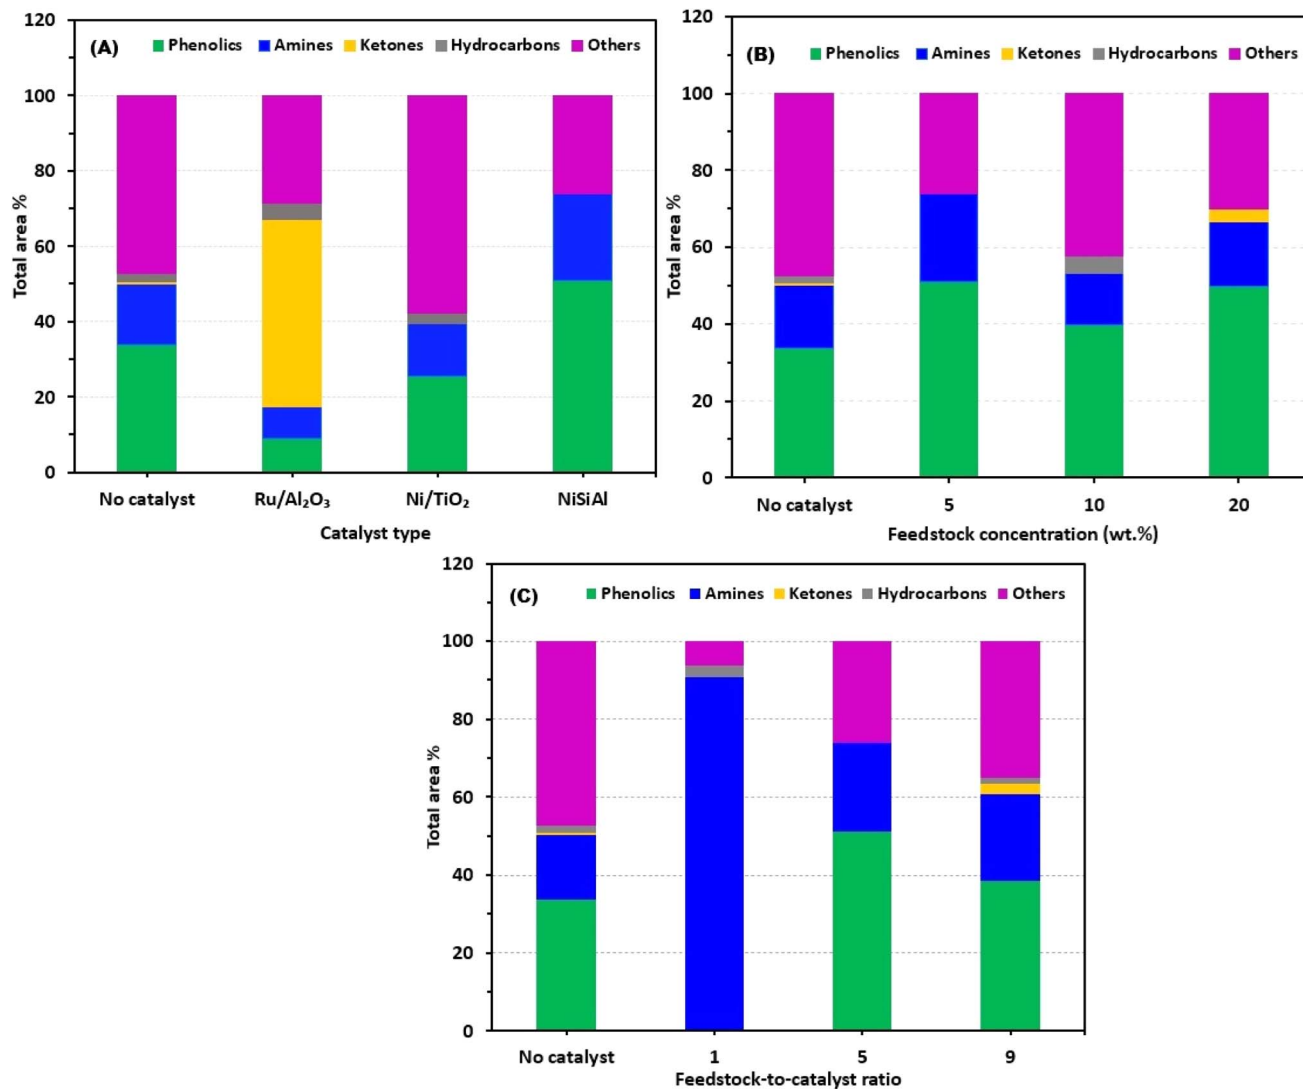 120
(A) Phenolics Amines Ketones Hydrocarbons Others
100
80
60
40
20
0
Total area %
No catalyst Ru/Al₂O₃ Ni/TiO₂ NiSiAl
Catalyst type
120
(B) Phenolics Amines Ketones Hydrocarbons Others
100
80
60
40
20
0
Total area %
No catalyst 5 10 20
Feedstock concentration (wt.%)
120
(C) Phenolics Amines Ketones Hydrocarbons Others
100
80
60
40
20
0
Total area %
No catalyst 1 5 9
Feedstock-to-catalyst ratio